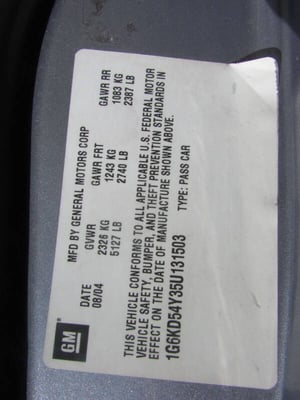 GM
MFD BY GENERAL MOTORS CORP
DATE GVWR GAWR FRT GAWR RR
08/04 2326 KG 1243 KG 1083 KG
5127 LB 2740 LB 2387 LB
THIS VEHICLE CONFORMS TO ALL APPLICABLE U.S. FEDERAL MOTOR
VEHICLE SAFETY, BUMPER, AND THEFT PREVENTION STANDARDS IN
EFFECT ON THE DATE OF MANUFACTURE SHOWN ABOVE.
1G6KD54Y35U131503 TYPE: PASS CAR